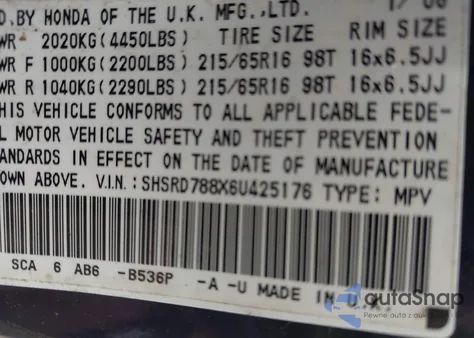 D.BY HONDA OF THE U.K. MFG.,LTD.
WR 2020KG(4450LBS) TIRE SIZE RIM SIZE
WR F 1000KG(2200LBS) 215/65R16 98T 16x6.5JJ
WR R 1040KG(2290LBS) 215/65R16 98T 16x6.5JJ
HIS VEHICLE CONFORMS TO ALL APPLICABLE FEDE-
L MOTOR VEHICLE SAFETY AND THEFT PREVENTION
ANDARDS IN EFFECT ON THE DATE OF MANUFACTURE
OWN ABOVE. V.I.N.:SHSRD788X6U425176 TYPE: MPV
SCA 6 AB6 -B536P -A -U MADE IN U.K.
autaSnap
Pewne auto z